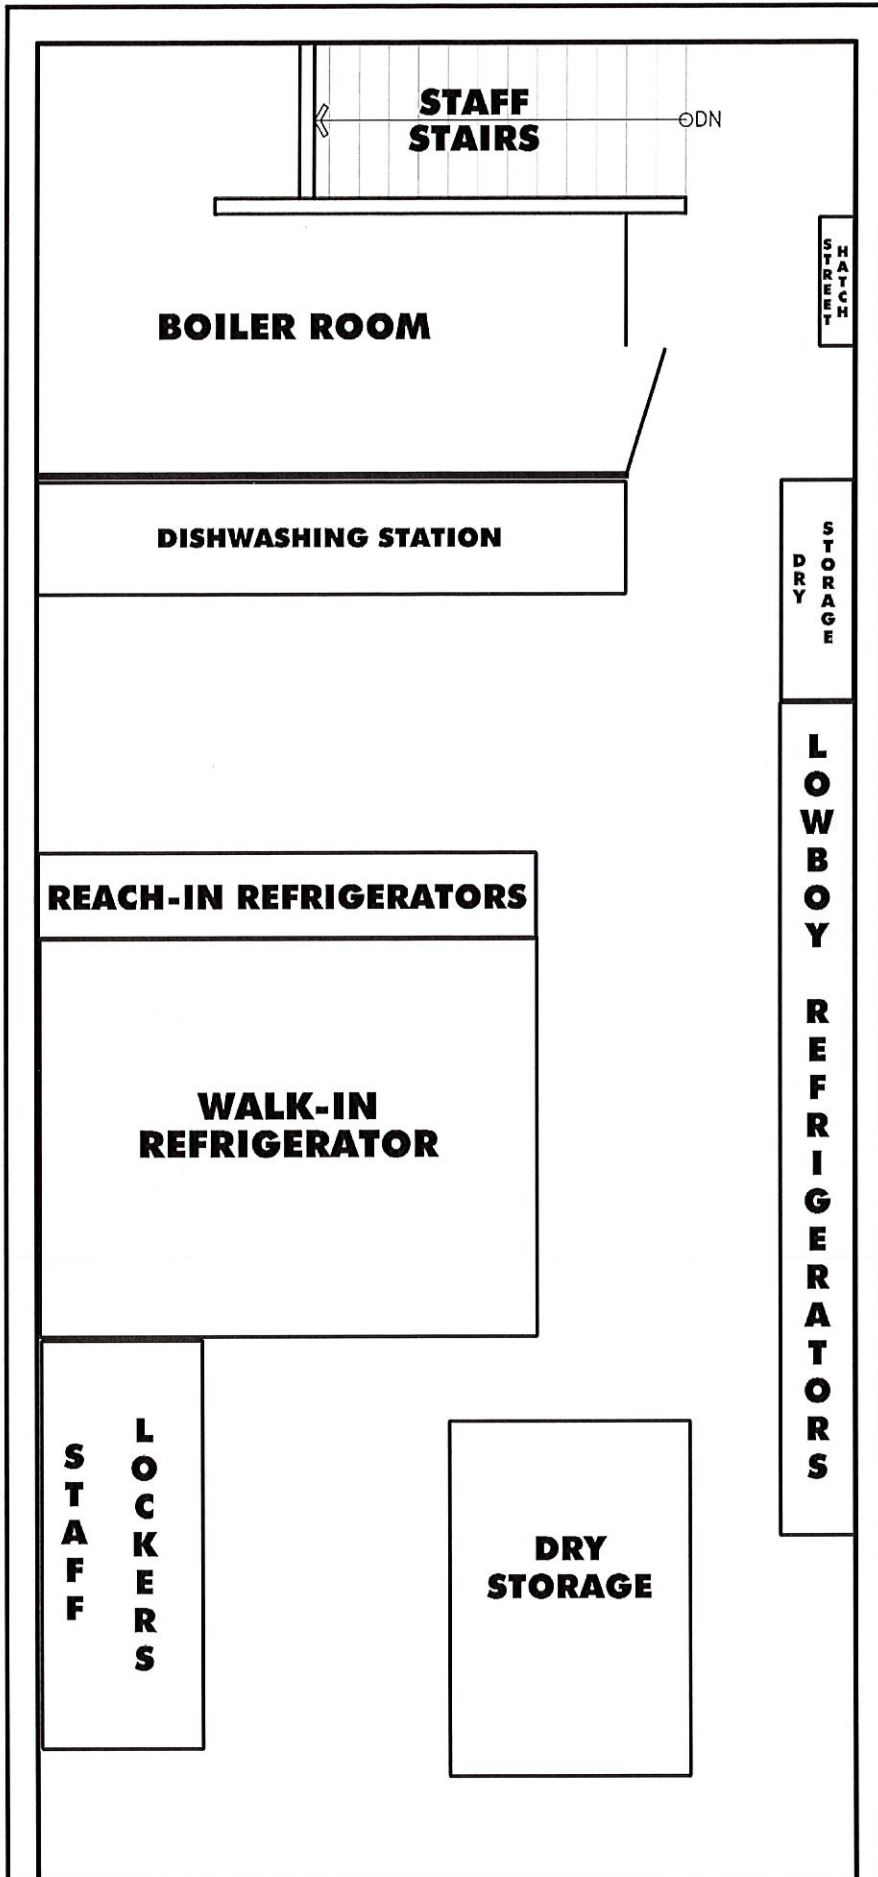 STAFF
STAIRS
DN
STREET
HATCH
BOILER ROOM
DISHWASHING STATION
DRY
STORAGE
LOWBOY REFRIGERATORS
REACH-IN REFRIGERATORS
WALK-IN
REFRIGERATOR
STAFF
LOCKERS
DRY
STORAGE